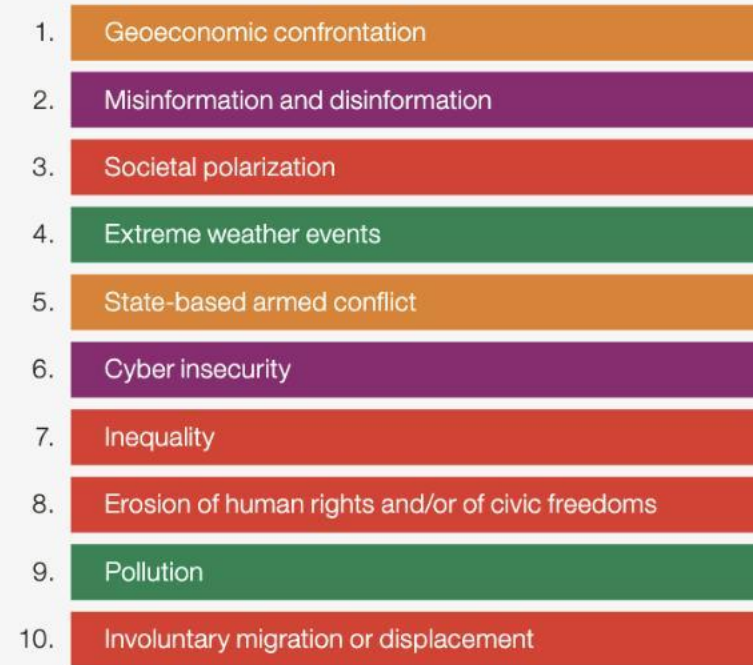 1. Geoeconomic confrontation
2. Misinformation and disinformation
3. Societal polarization
4. Extreme weather events
5. State-based armed conflict
6. Cyber insecurity
7. Inequality
8. Erosion of human rights and/or of civic freedoms
9. Pollution
10. Involuntary migration or displacement